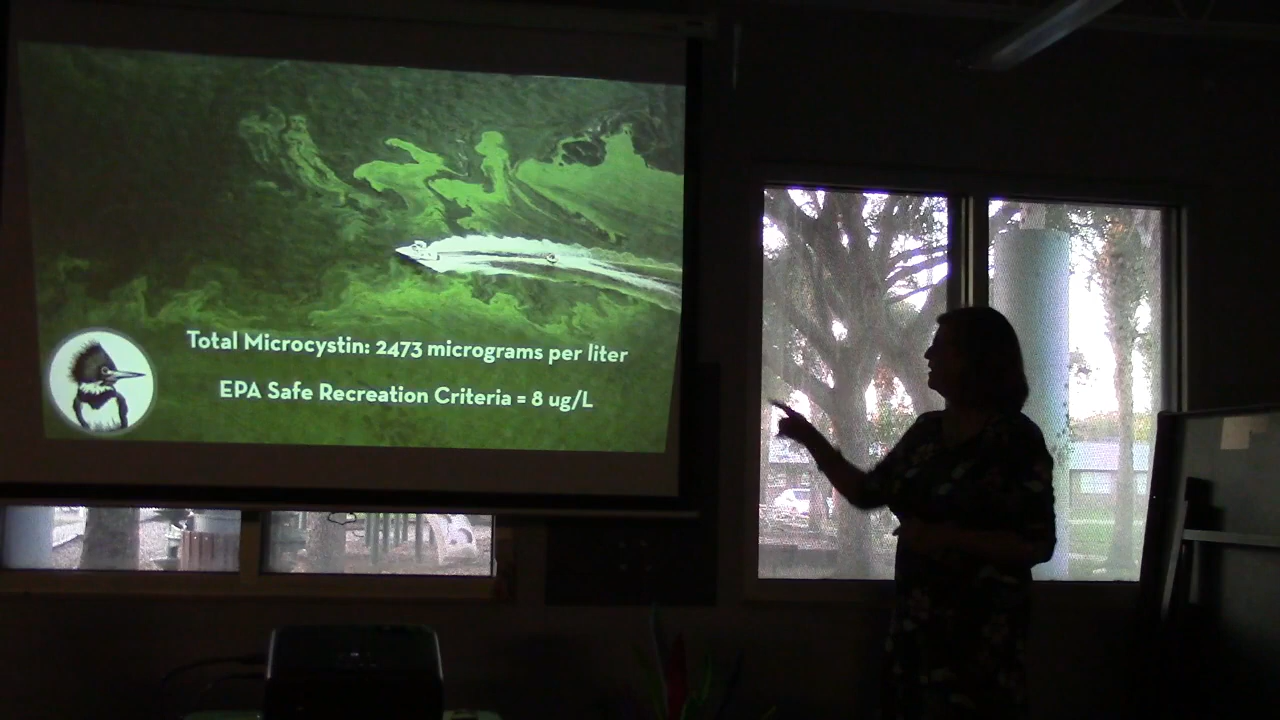 Total Microcystin: 2473 micrograms per liter
EPA Safe Recreation Criteria = 8 ug/L